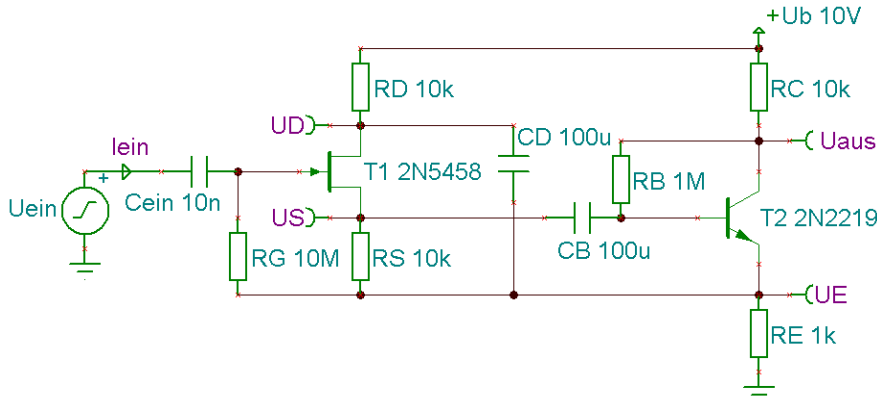 +Ub 10V
RD 10k
RC 10k
UD
CD 100u
Uaus
Iein
T1 2N5458
RB 1M
+
Uein
Cein 10n
US
T2 2N2219
CB 100u
RG 10M
RS 10k
UE
RE 1k